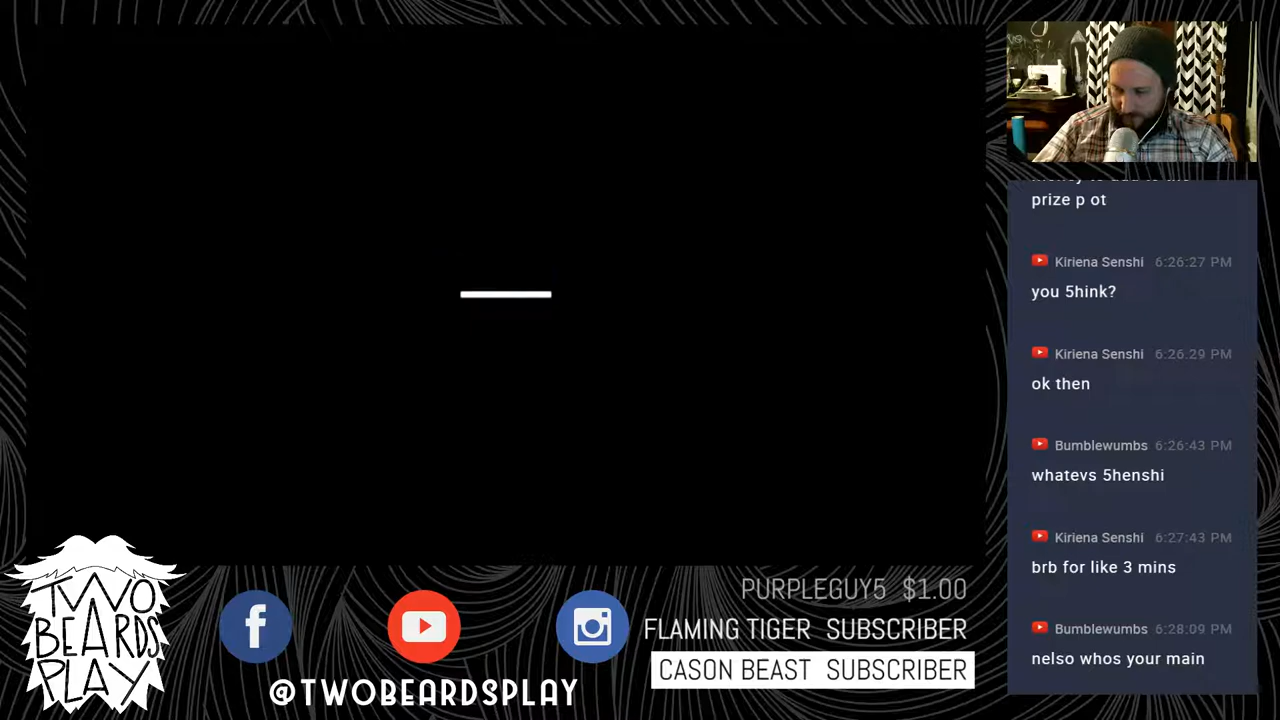 prize p ot
Kiriena Senshi 6:26:27 PM
you 5hink?
Kiriena Senshi 6:26:29 PM
ok then
Bumblewumbs 6:26:43 PM
whatevs 5henshi
Kiriena Senshi 6:27:43 PM
brb for like 3 mins
Bumblewumbs 6:28:09 PM
nelso whos your main
TWO
BEARDS
PLAY
f
@TWOBEARDSPLAY
PURPLEGUY5 $1.00
FLAMING TIGER SUBSCRIBER
CASON BEAST SUBSCRIBER